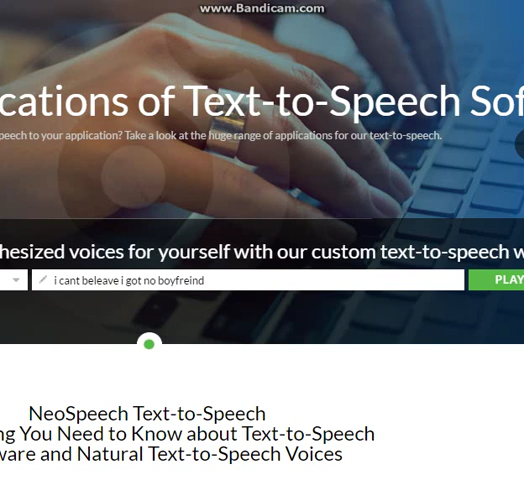 www.Bandicam.com
cations of Text-to-Speech Sof
peech to your application? Take a look at the huge range of applications for our text-to-speech.
hesized voices for yourself with our custom text-to-speech w
i cant beleave i got no boyfreind
PLAY
NeoSpeech Text-to-Speech
ng You Need to Know about Text-to-Speech
ware and Natural Text-to-Speech Voices